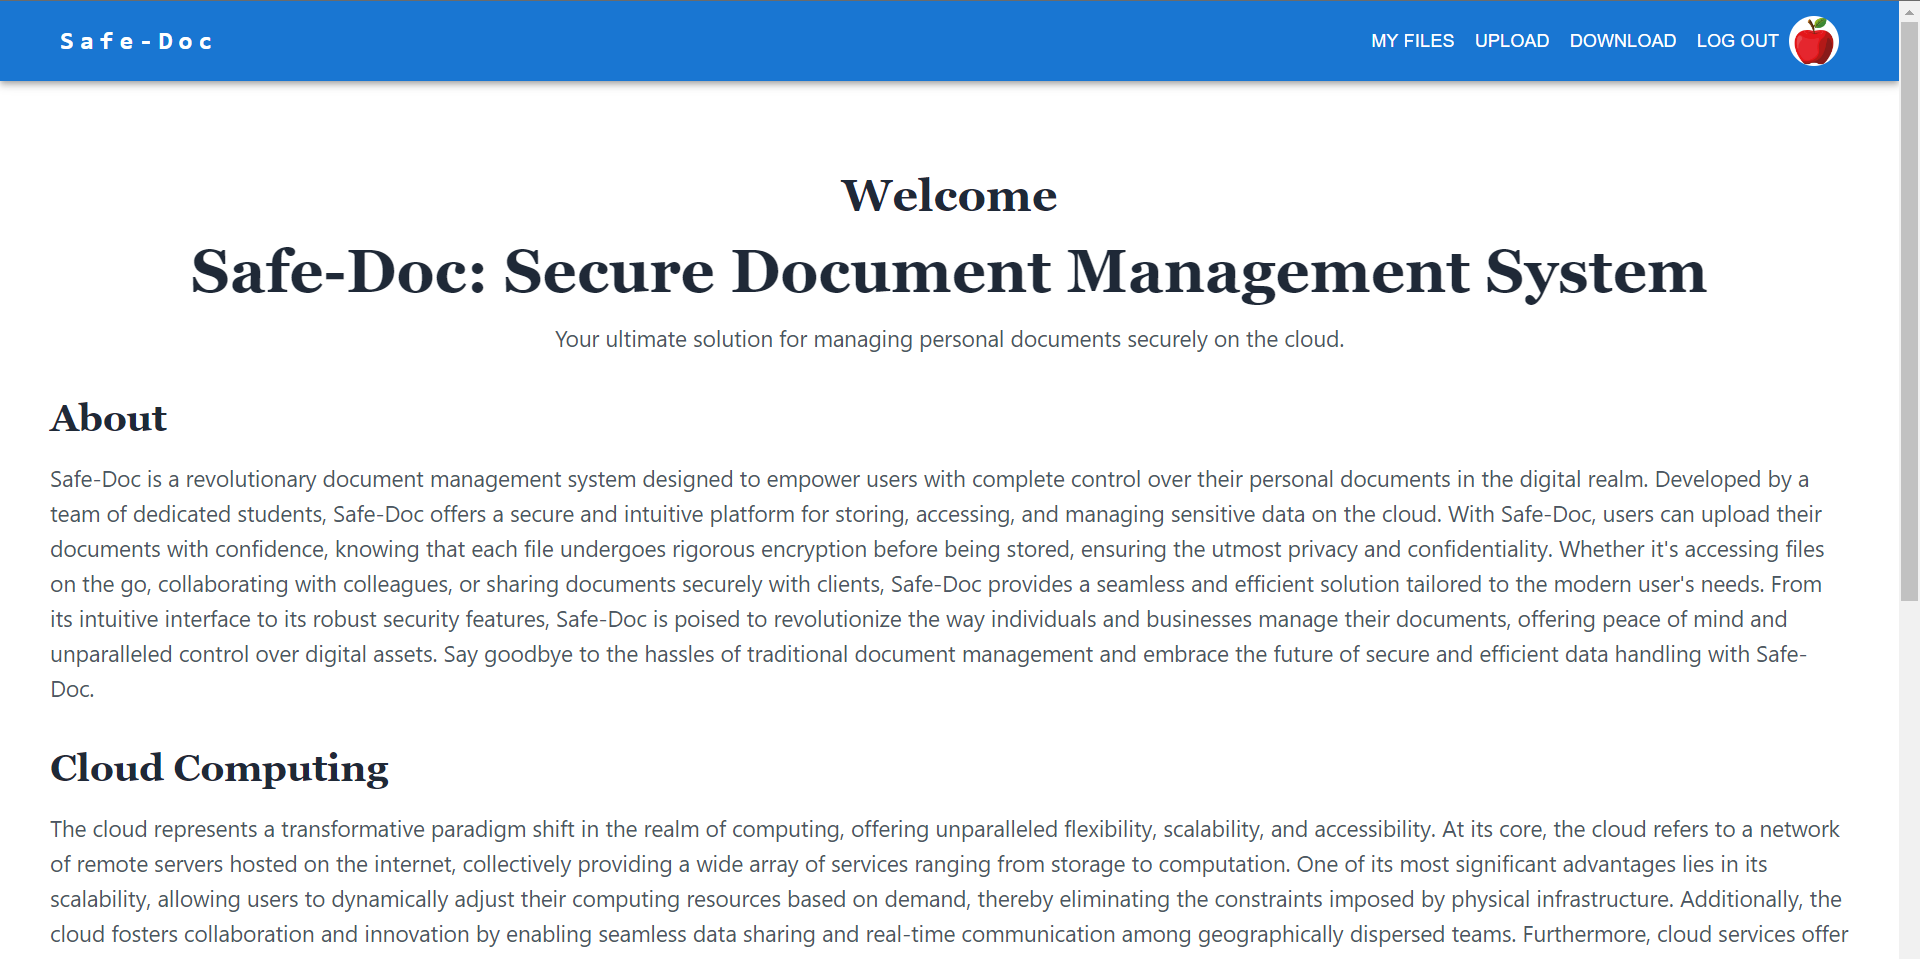 Safe-Doc
MY FILES UPLOAD DOWNLOAD LOG OUT
Welcome
Safe-Doc: Secure Document Management System
Your ultimate solution for managing personal documents securely on the cloud.
About
Safe-Doc is a revolutionary document management system designed to empower users with complete control over their personal documents in the digital realm. Developed by a
team of dedicated students, Safe-Doc offers a secure and intuitive platform for storing, accessing, and managing sensitive data on the cloud. With Safe-Doc, users can upload their
documents with confidence, knowing that each file undergoes rigorous encryption before being stored, ensuring the utmost privacy and confidentiality. Whether it's accessing files
on the go, collaborating with colleagues, or sharing documents securely with clients, Safe-Doc provides a seamless and efficient solution tailored to the modern user's needs. From
its intuitive interface to its robust security features, Safe-Doc is poised to revolutionize the way individuals and businesses manage their documents, offering peace of mind and
unparalleled control over digital assets. Say goodbye to the hassles of traditional document management and embrace the future of secure and efficient data handling with Safe-
Doc.
Cloud Computing
The cloud represents a transformative paradigm shift in the realm of computing, offering unparalleled flexibility, scalability, and accessibility. At its core, the cloud refers to a network
of remote servers hosted on the internet, collectively providing a wide array of services ranging from storage to computation. One of its most significant advantages lies in its
scalability, allowing users to dynamically adjust their computing resources based on demand, thereby eliminating the constraints imposed by physical infrastructure. Additionally, the
cloud fosters collaboration and innovation by enabling seamless data sharing and real-time communication among geographically dispersed teams. Furthermore, cloud services offer